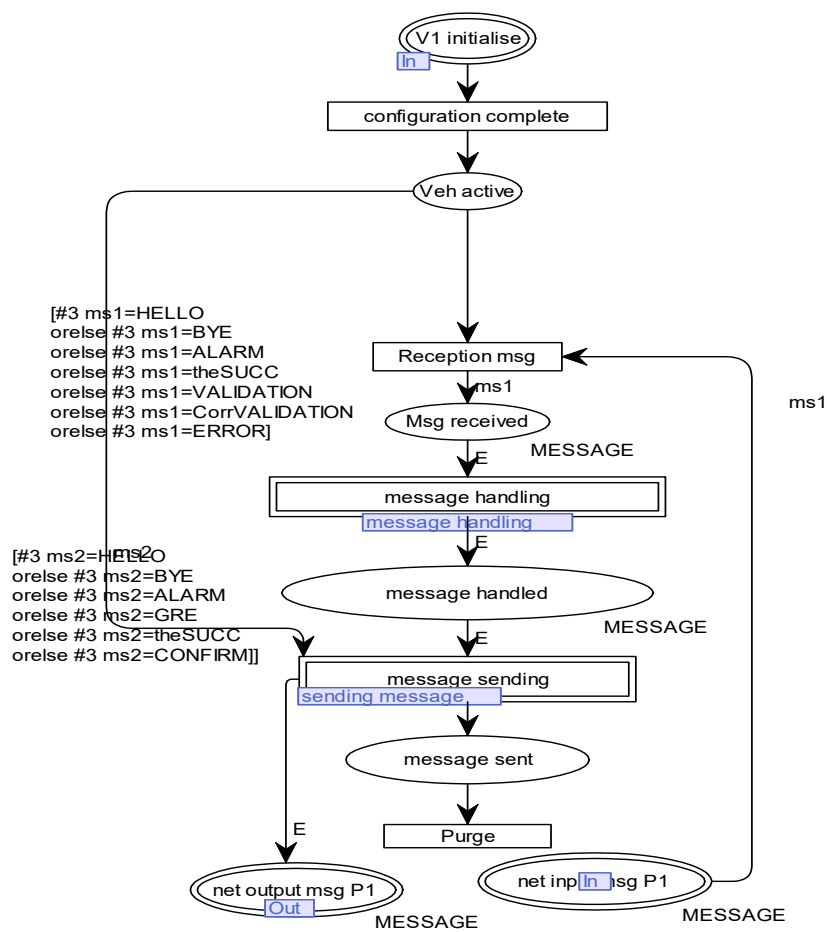 V1 initialise
In
configuration complete
Veh active
[#3 ms1=HELLO
orelse #3 ms1=BYE
orelse #3 ms1=ALARM
orelse #3 ms1=theSUCC
orelse #3 ms1=VALIDATION
orelse #3 ms1=CorrVALIDATION
orelse #3 ms1=ERROR]
Reception msg
ms1
ms1
Msg received
MESSAGE
E
message handling
message handling
E
ms2
[#3 ms2=HELLO
orelse #3 ms2=BYE
orelse #3 ms2=ALARM
orelse #3 ms2=GRE
orelse #3 ms2=theSUCC
orelse #3 ms2=CONFIRM]]
message handled
MESSAGE
E
message sending
sending message
message sent
E
Purge
net output msg P1
Out
MESSAGE
net inp msg P1
In
MESSAGE